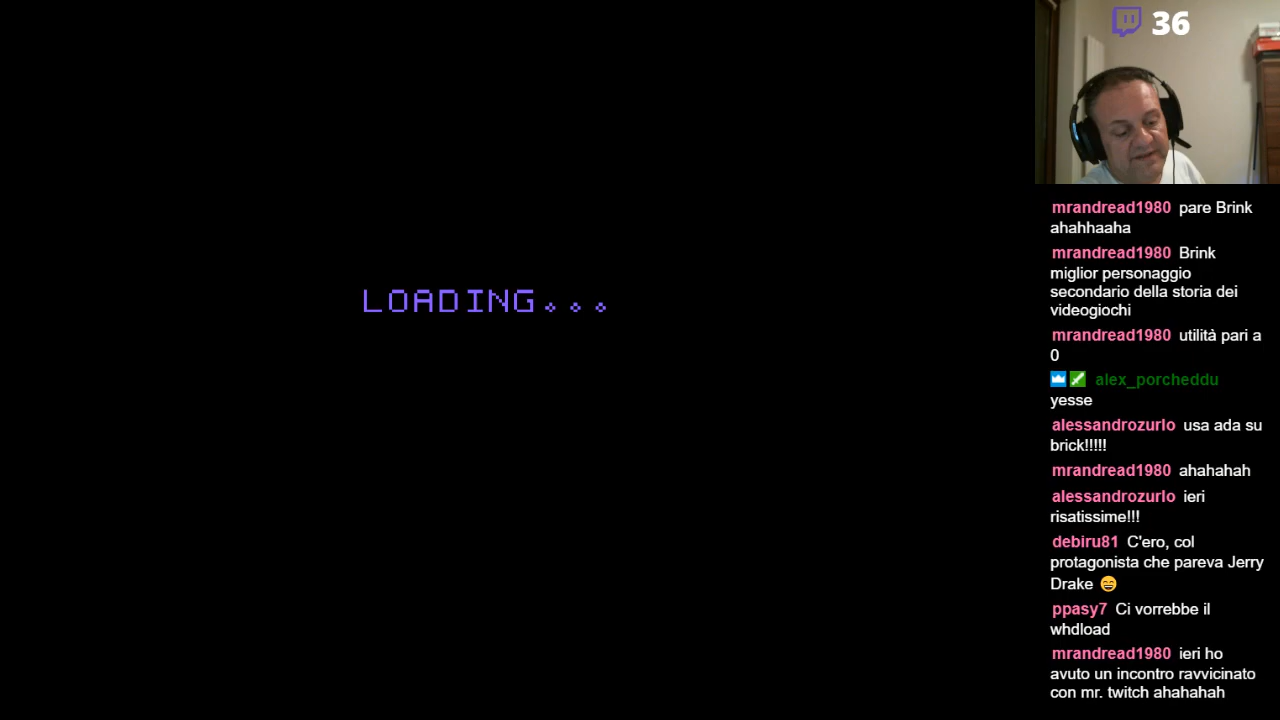 36
LOADING...
mrandread1980 pare Brink
ahahhaaha
mrandread1980 Brink
miglior personaggio
secondario della storia dei
videogiochi
mrandread1980 utilità pari a
0
alex_porcheddu
yesse
alessandrozurlo usa ada su
brick!!!!!
mrandread1980 ahahahah
alessandrozurlo ieri
risatissime!!!
debiru81 C'ero, col
protagonista che pareva Jerry
Drake 😄
ppasy7 Ci vorrebbe il
whdload
mrandread1980 ieri ho
avuto un incontro ravvicinato
con mr. twitch ahahahah